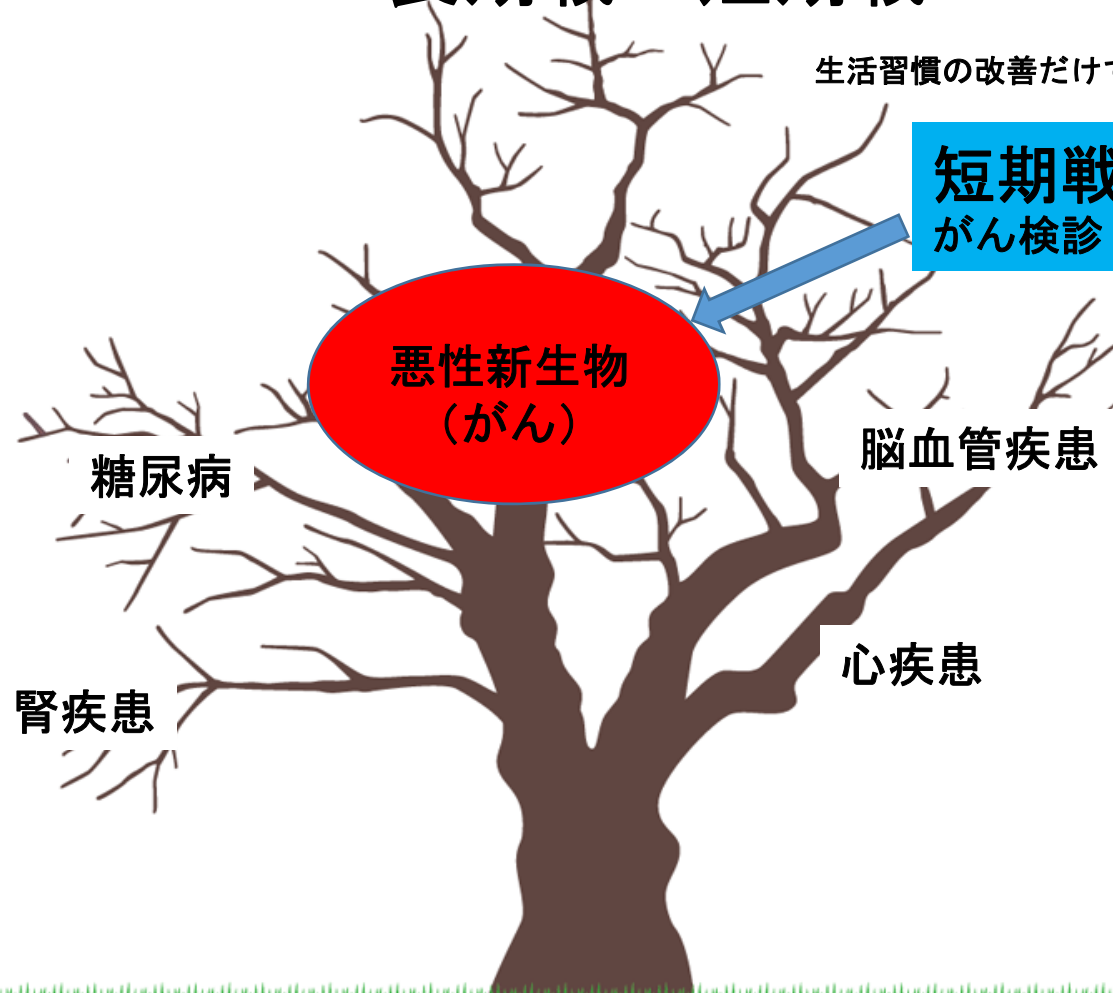 生活習慣の改善だけ
短期戦
がん検診
悪性新生物
（がん）
脳血管疾患
糖尿病
心疾患
腎疾患